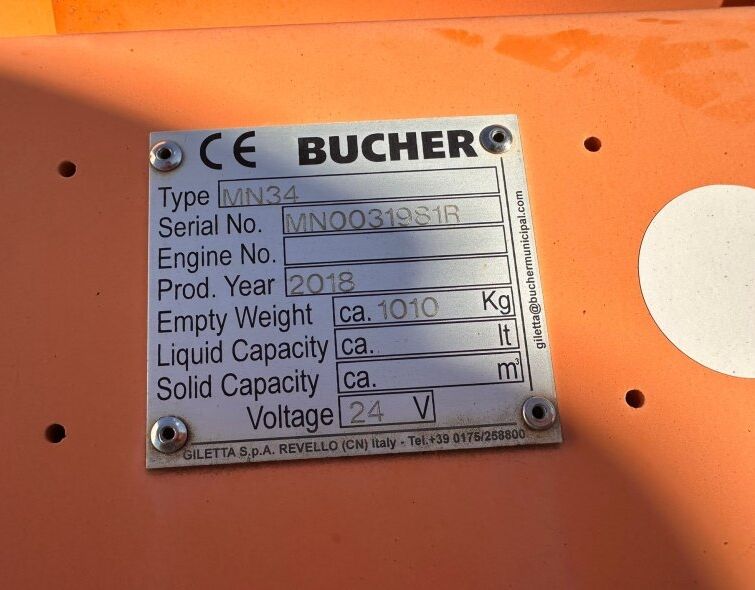 CE BUCHER
Type MN34
Serial No. MN0031981R
Engine No.
Prod. Year 2018
Empty Weight ca. 1010 Kg
Liquid Capacity ca. lt
Solid Capacity ca. m³
Voltage 24 V
GILETTA S.p.A. REVELLO (CN) Italy - Tel.+39 0175/258800
giletta@buchermunicipal.com